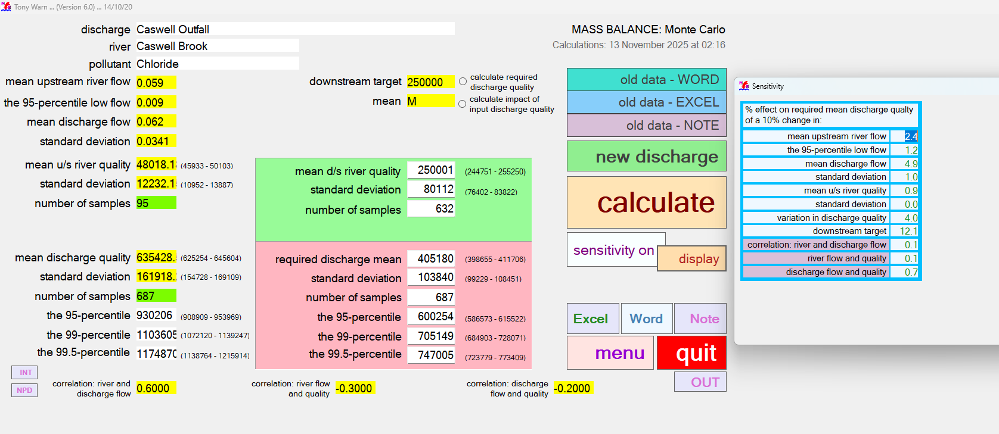 Tony Warn ... (Version 6.0) ... 14/10/20
discharge Caswell Outfall
MASS BALANCE: Monte Carlo
river Caswell Brook
Calculations: 13 November 2025 at 02:16
pollutant Chloride
mean upstream river flow 0.059
the 95-percentile low flow 0.009
mean discharge flow 0.062
standard deviation 0.0341
mean u/s river quality 48018.18 (45933 - 50103)
standard deviation 12232.15 (10952 - 13887)
number of samples 95
mean discharge quality 635428. (625254 - 645604)
standard deviation 161918. (154728 - 169109)
number of samples 687
the 95-percentile 930206 (908909 - 953969)
the 99-percentile 1103605 (1072120 - 1139247)
the 99.5-percentile 1174870 (1138764 - 1215914)
INT
NPD
correlation: river and
discharge flow 0.6000
correlation: river flow
and quality -0.3000
correlation: discharge
flow and quality -0.2000
downstream target 250000
mean M
calculate required
discharge quality
calculate impact of
input discharge quality
mean d/s river quality 250001 (244751 - 255250)
standard deviation 80112 (76402 - 83822)
number of samples 632
required discharge mean 405180 (398655 - 411706)
standard deviation 103840 (99229 - 108451)
number of samples 687
the 95-percentile 600254 (586573 - 615522)
the 99-percentile 705149 (684903 - 728071)
the 99.5-percentile 747005 (723779 - 773409)
old data - WORD
old data - EXCEL
old data - NOTE
new discharge
calculate
sensitivity on
display
Excel Word Note
menu quit
OUT
Sensitivity
% effect on required mean discharge qualty
of a 10% change in:
mean upstream river flow 2.4
the 95-percentile low flow 1.2
mean discharge flow 4.9
standard deviation 1.0
mean u/s river quality 0.9
standard deviation 0.0
variation in discharge quality 4.0
downstream target 12.1
correlation: river and discharge flow 0.1
river flow and quality 0.1
discharge flow and quality 0.7